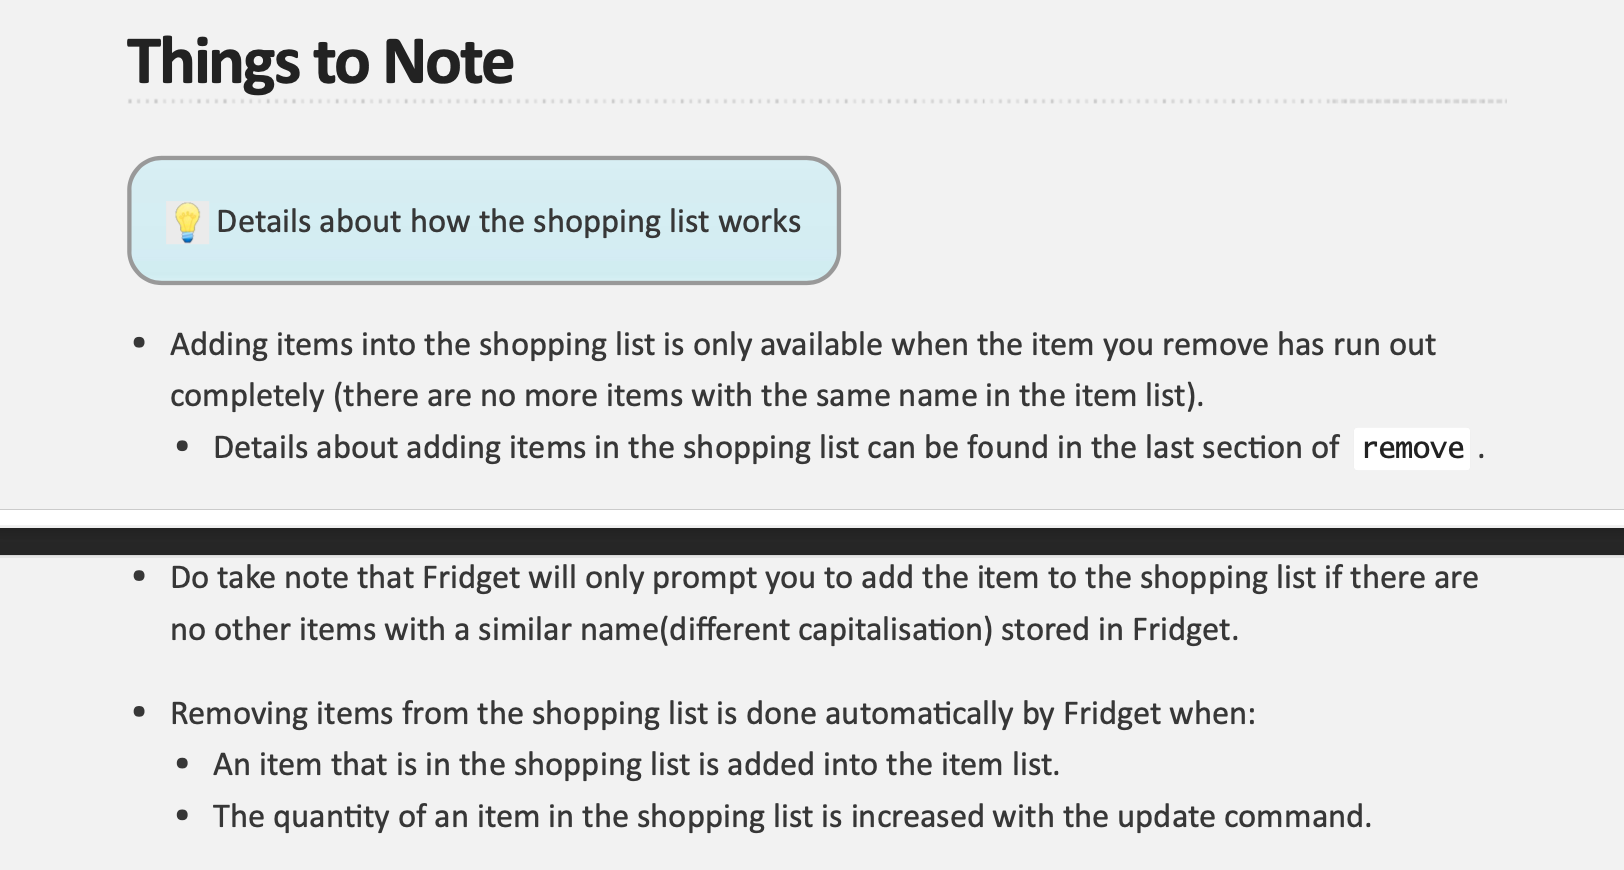 Things to Note
Details about how the shopping list works
• Adding items into the shopping list is only available when the item you remove has run out
completely (there are no more items with the same name in the item list).
• Details about adding items in the shopping list can be found in the last section of remove .
• Do take note that Fridget will only prompt you to add the item to the shopping list if there are
no other items with a similar name(different capitalisation) stored in Fridget.
• Removing items from the shopping list is done automatically by Fridget when:
• An item that is in the shopping list is added into the item list.
• The quantity of an item in the shopping list is increased with the update command.